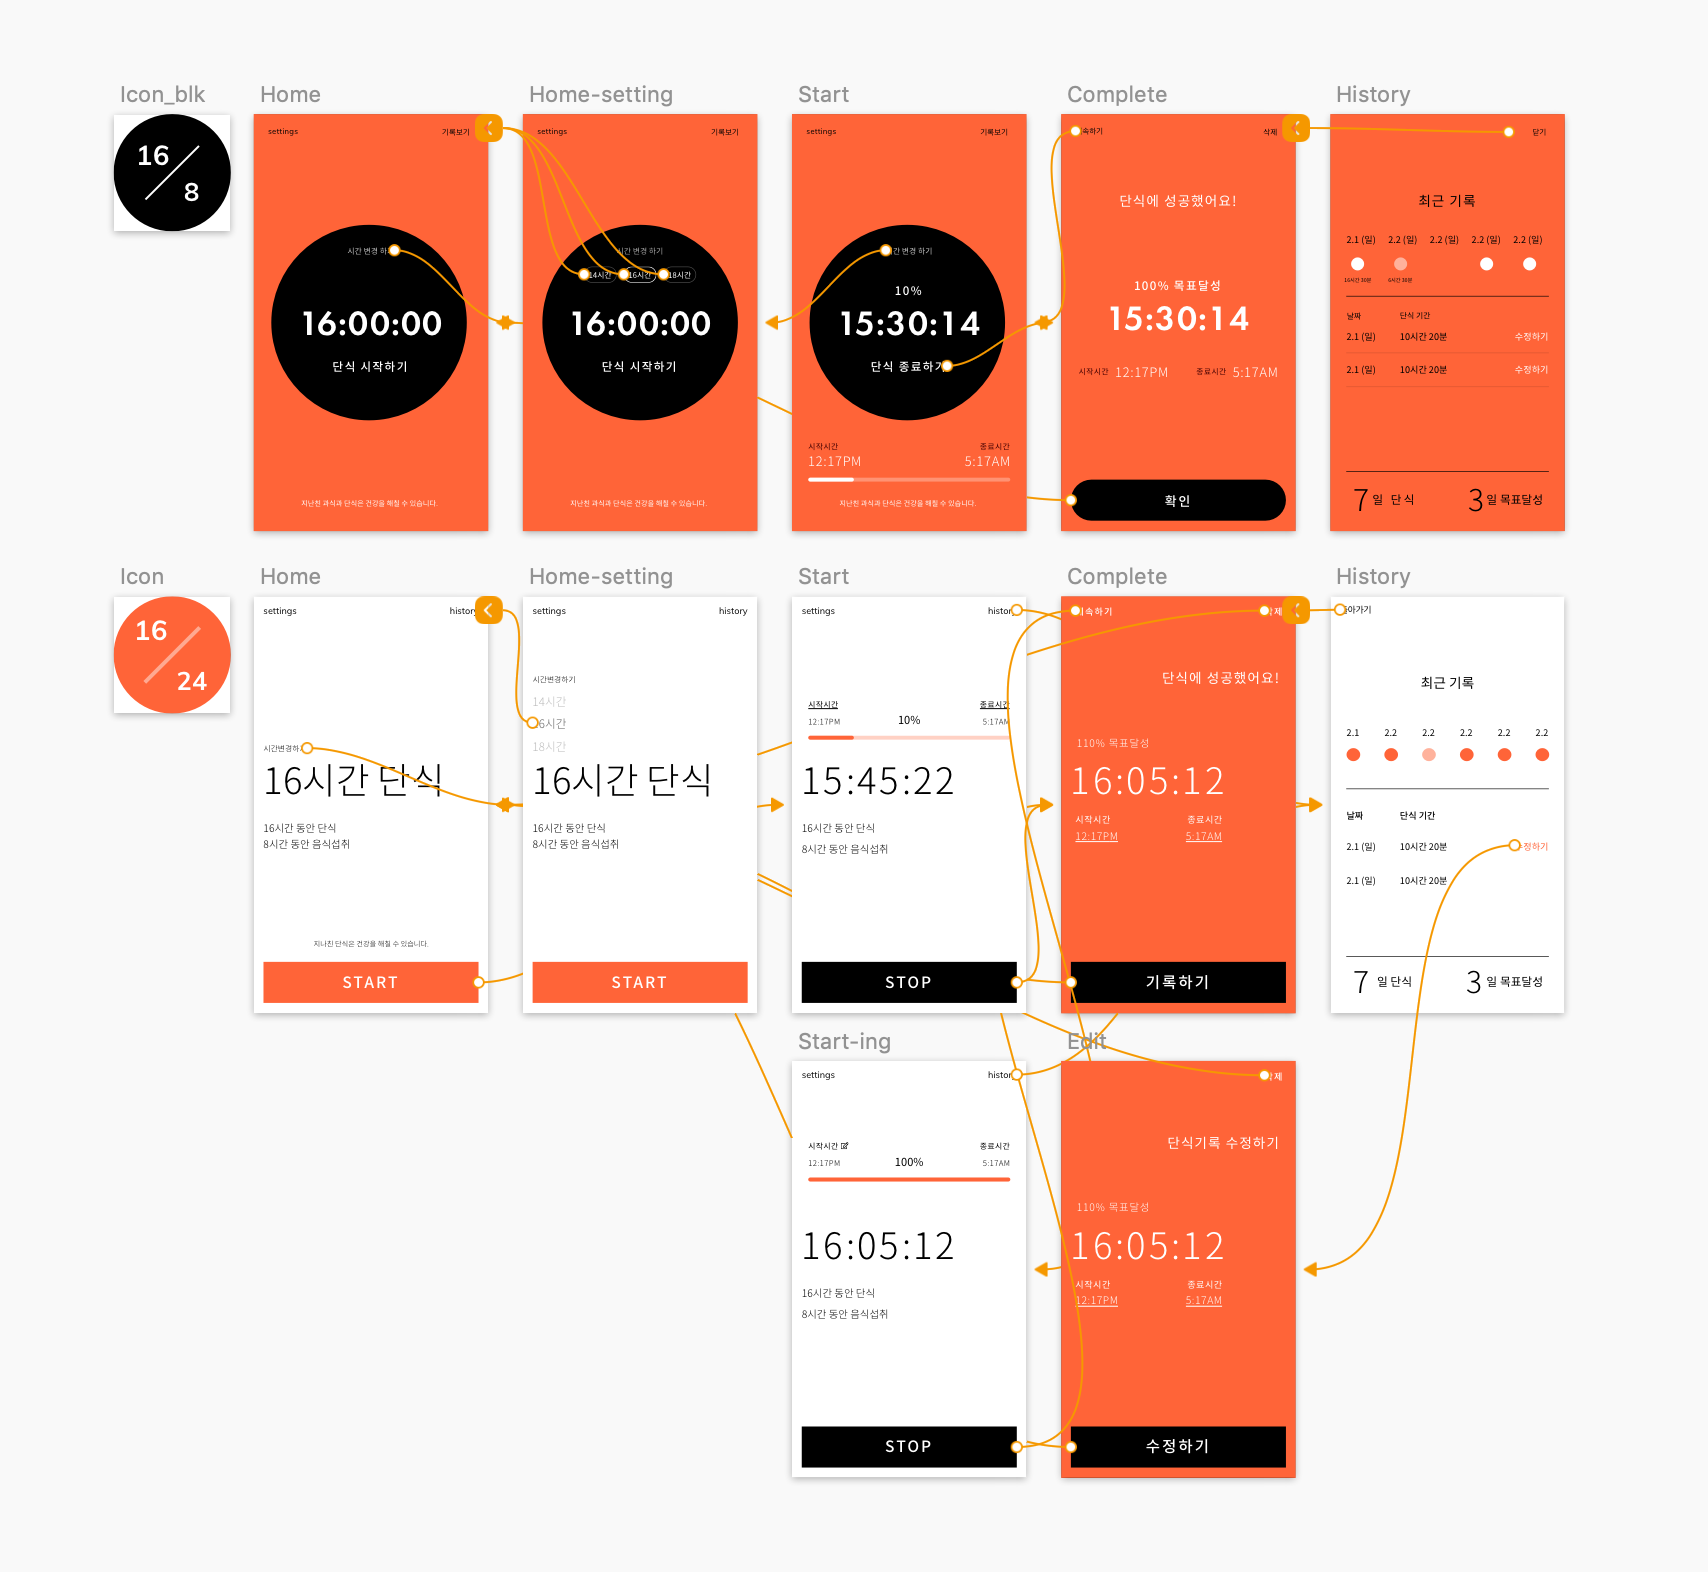 Icon_blk
16
8
Home
settings
기록보기
시간 변경
16:00:00
단식 시작하기
지난친 과식과 단식은 건강을 해칠 수 있습니다.
Home-setting
settings
기록보기
변경 하기
14시간
16시간
18시간
16:00:00
단식 시작하기
지난친 과식과 단식은 건강을 해칠 수 있습니다.
Start
settings
기록보기
변경 하기
10%
15:30:14
단식 종료하기
시작시간
종료시간
12:17PM
5:17AM
지난친 과식과 단식은 건강을 해칠 수 있습니다.
Complete
속하기
삭제
단식에 성공했어요!
100% 목표달성
15:30:14
시작시간 12:17PM
종료시간 5:17AM
확인
History
닫기
최근 기록
2.1 (일) 2.2 (일) 2.2 (일) 2.2 (일) 2.2 (일)
16시간 30분
6시간 30분
날짜 단식 기간
2.1 (일) 10시간 20분 수정하기
2.1 (일) 10시간 20분 수정하기
7일 단식
3일 목표달성
Icon
16
24
Home
settings
history
시간변경하기
16시간 단식
16시간 동안 단식
8시간 동안 음식섭취
지나친 단식은 건강을 해칠 수 있습니다.
START
Home-setting
settings
history
시간변경하기
14시간
16시간
18시간
16시간 단식
16시간 동안 단식
8시간 동안 음식섭취
START
Start
settings
history
시작시간
종료시간
12:17PM
10%
5:17AM
15:45:22
16시간 동안 단식
8시간 동안 음식섭취
STOP
Complete
속하기
삭제
단식에 성공했어요!
110% 목표달성
16:05:12
시작시간
종료시간
12:17PM
5:17AM
기록하기
History
아가기
최근 기록
2.1 2.2 2.2 2.2 2.2 2.2
날짜 단식 기간
2.1 (일) 10시간 20분 수정하기
2.1 (일) 10시간 20분
7 일 단식
3 일 목표달성
Start-ing
settings
history
시작시간
종료시간
12:17PM
100%
5:17AM
16:05:12
16시간 동안 단식
8시간 동안 음식섭취
STOP
Edit
삭제
단식기록 수정하기
110% 목표달성
16:05:12
시작시간
종료시간
12:17PM
5:17AM
수정하기